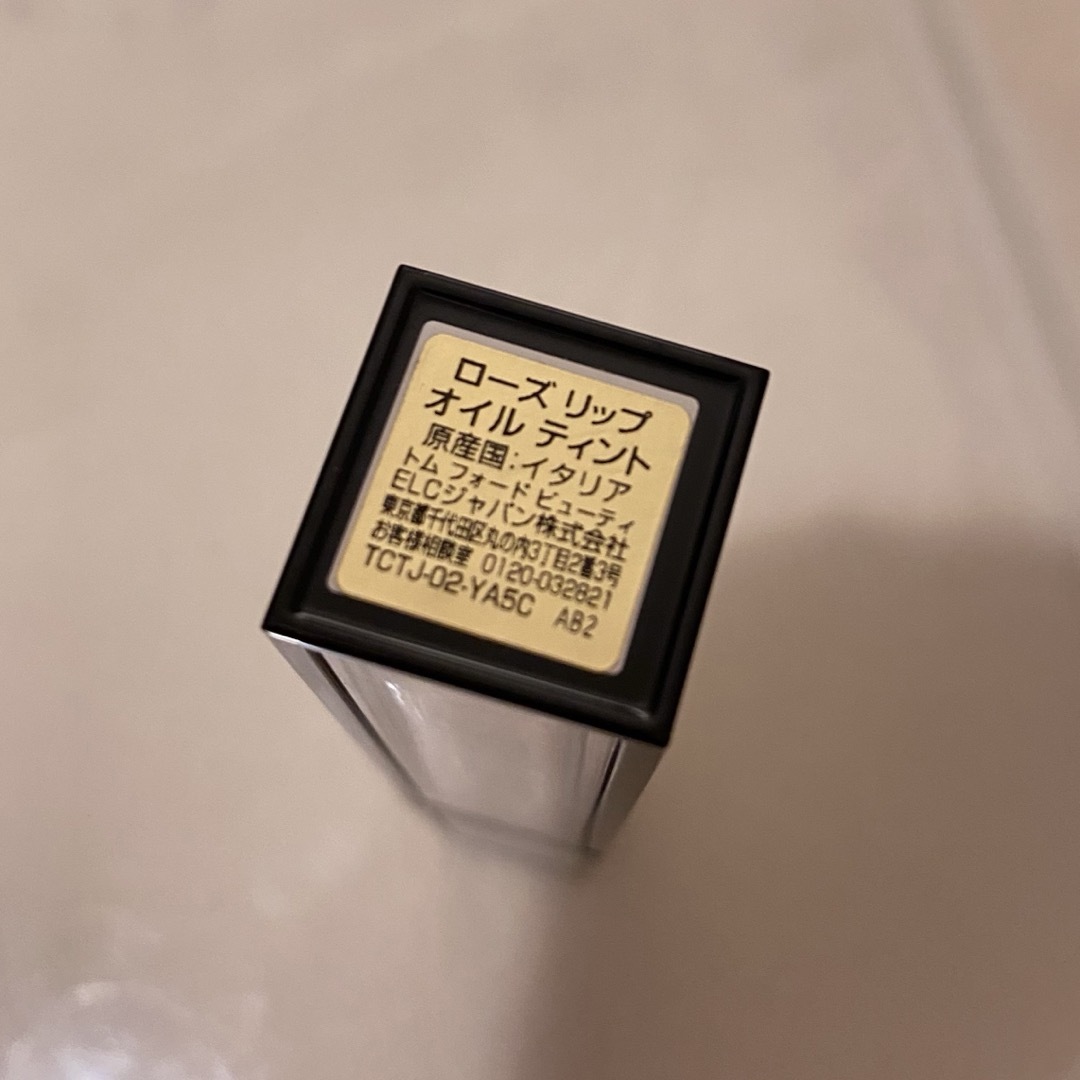 ローズ リップ
オイル ティント
原産国:イタリア
トム フォード ビューティ
ELCジャパン株式会社
東京都千代田区丸の内3丁目2番3号
お客様相談室 0120-032821
TCTJ-02-YA5C AB2